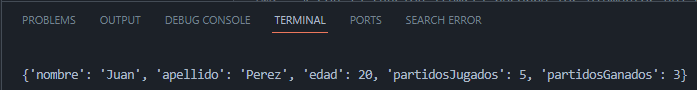 PROBLEMS OUTPUT DEBUG CONSOLE TERMINAL PORTS SEARCH ERROR
{'nombre': 'Juan', 'apellido': 'Perez', 'edad': 20, 'partidosJugados': 5, 'partidosGanados': 3}